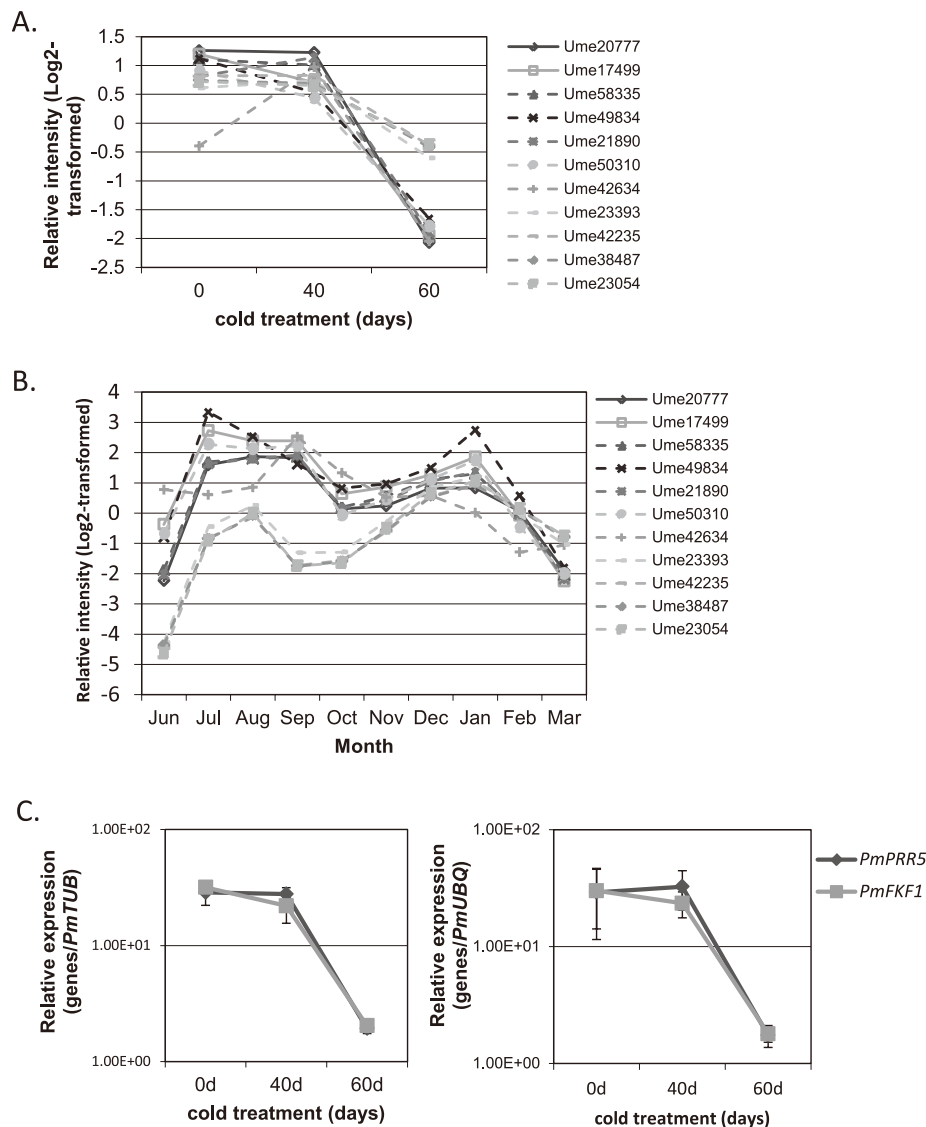 A.
Relative intensity (Log2-
transformed)
1.5
1
0.5
0
-0.5
-1
-1.5
-2
-2.5
0
40
60
cold treatment (days)
Ume20777
Ume17499
Ume58335
Ume49834
Ume21890
Ume50310
Ume42634
Ume23393
Ume42235
Ume38487
Ume23054
B.
Relative intensity (Log2-transformed)
4
3
2
1
0
-1
-2
-3
-4
-5
-6
Jun
Jul
Aug
Sep
Oct
Nov
Dec
Jan
Feb
Mar
Month
Ume20777
Ume17499
Ume58335
Ume49834
Ume21890
Ume50310
Ume42634
Ume23393
Ume42235
Ume38487
Ume23054
C.
Relative expression
(genes/PmTUB)
1.00E+02
1.00E+01
1.00E+00
0d
40d
60d
cold treatment (days)
Relative expression
(genes/PmUBQ)
1.00E+02
1.00E+01
1.00E+00
0d
40d
60d
cold treatment (days)
PmPRR5
PmFKF1